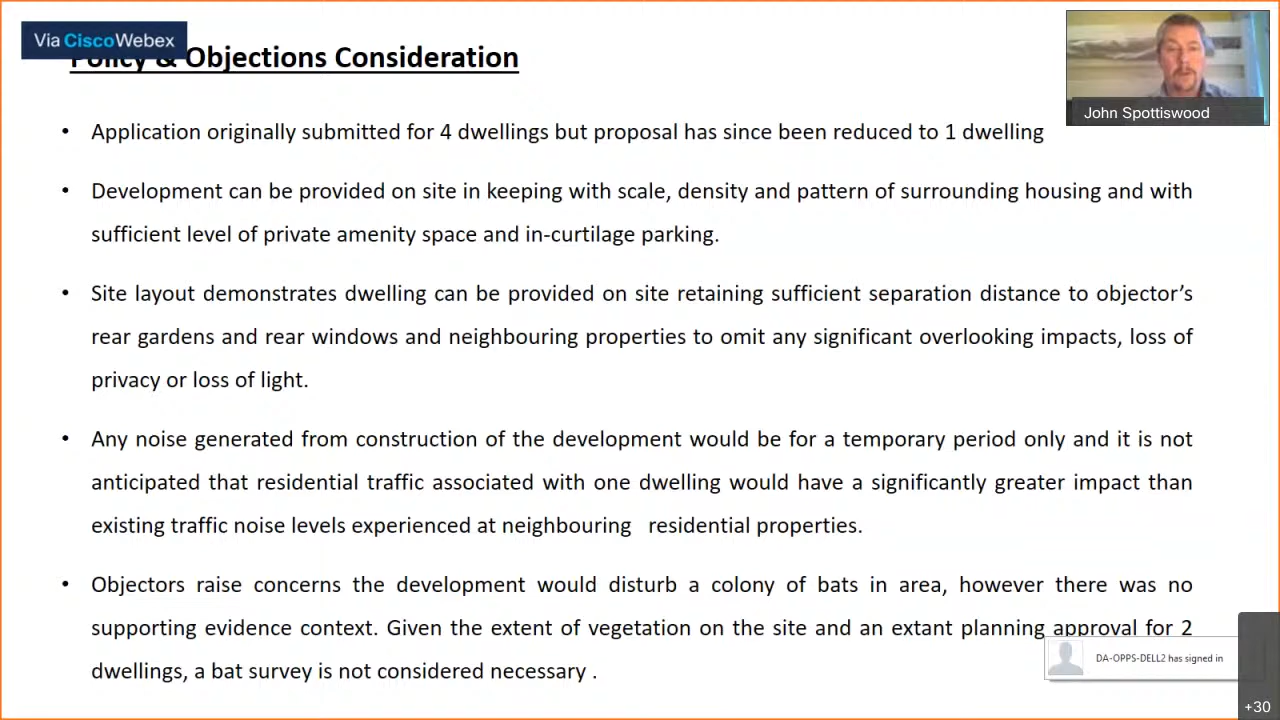 Via CiscoWebex
Policy & Objections Consideration
John Spottiswood
• Application originally submitted for 4 dwellings but proposal has since been reduced to 1 dwelling
• Development can be provided on site in keeping with scale, density and pattern of surrounding housing and with
sufficient level of private amenity space and in-curtilage parking.
• Site layout demonstrates dwelling can be provided on site retaining sufficient separation distance to objector’s
rear gardens and rear windows and neighbouring properties to omit any significant overlooking impacts, loss of
privacy or loss of light.
• Any noise generated from construction of the development would be for a temporary period only and it is not
anticipated that residential traffic associated with one dwelling would have a significantly greater impact than
existing traffic noise levels experienced at neighbouring residential properties.
• Objectors raise concerns the development would disturb a colony of bats in area, however there was no
supporting evidence context. Given the extent of vegetation on the site and an extant planning approval for 2
dwellings, a bat survey is not considered necessary .
DA-OPPS-DELL2 has signed in
+30